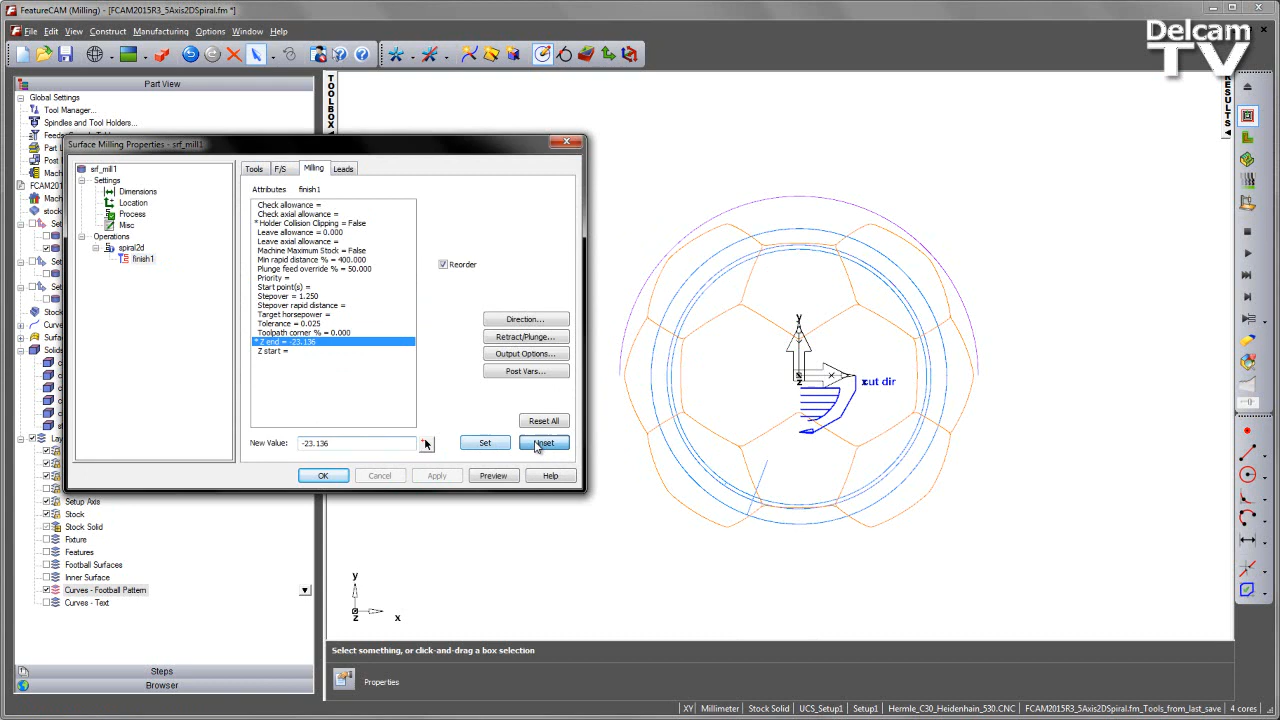 FeatureCAM (Milling) - [FCAM2015R3_5Axis2DSpiral.fm *]
File Edit View Construct Manufacturing Options Window Help
Delcam
TV
Part View
TOOLBOX
RESULTS
Global Settings
Tool Manager...
Spindles and Tool Holders...
Surface Milling Properties - srf_mill1
srf_mill1
Settings
Dimensions
Location
Process
Misc
Operations
spiral2d
finish1
Tools F/S Milling Leads
Attributes finish1
Check allowance =
Check axial allowance =
* Holder Collision Clipping = False
Leave allowance = 0.000
Leave axial allowance =
Machine Maximum Stock = False
Min rapid distance % = 400.000
Plunge feed override % = 50.000
Priority =
Start point(s) =
Stepover = 1.250
Stepover rapid distance =
Target horsepower =
Tolerance = 0.025
Toolpath corner % = 0.000
* Z end = -23.136
Z start =
Reorder
Direction...
Retract/Plunge...
Output Options...
Post Vars...
Reset All
New Value: -23.136 Set Unset
OK Cancel Apply Preview Help
Setup Axis
Stock
Stock Solid
Fixture
Features
Football Surfaces
Inner Surface
Curves - Football Pattern
Curves - Text
Steps
Browser
y
z
cut dir
y
z
x
Select something, or click-and-drag a box selection
Properties
XY Millimeter Stock Solid UCS_Setup1 Setup1 Hermle_C30_Heidenhain_530.CNC FCAM2015R3_5Axis2DSpiral.fm_Tools_from_last_save 4 cores